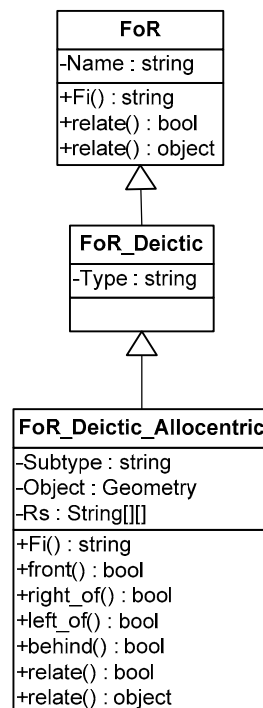 FoR
-Name : string
+Fi() : string
+relate() : bool
+relate() : object
FoR_Deictic
-Type : string
FoR_Deictic_Allocentric
-Subtype : string
-Object : Geometry
-Rs : String[][]
+Fi() : string
+front() : bool
+right_of() : bool
+left_of() : bool
+behind() : bool
+relate() : bool
+relate() : object